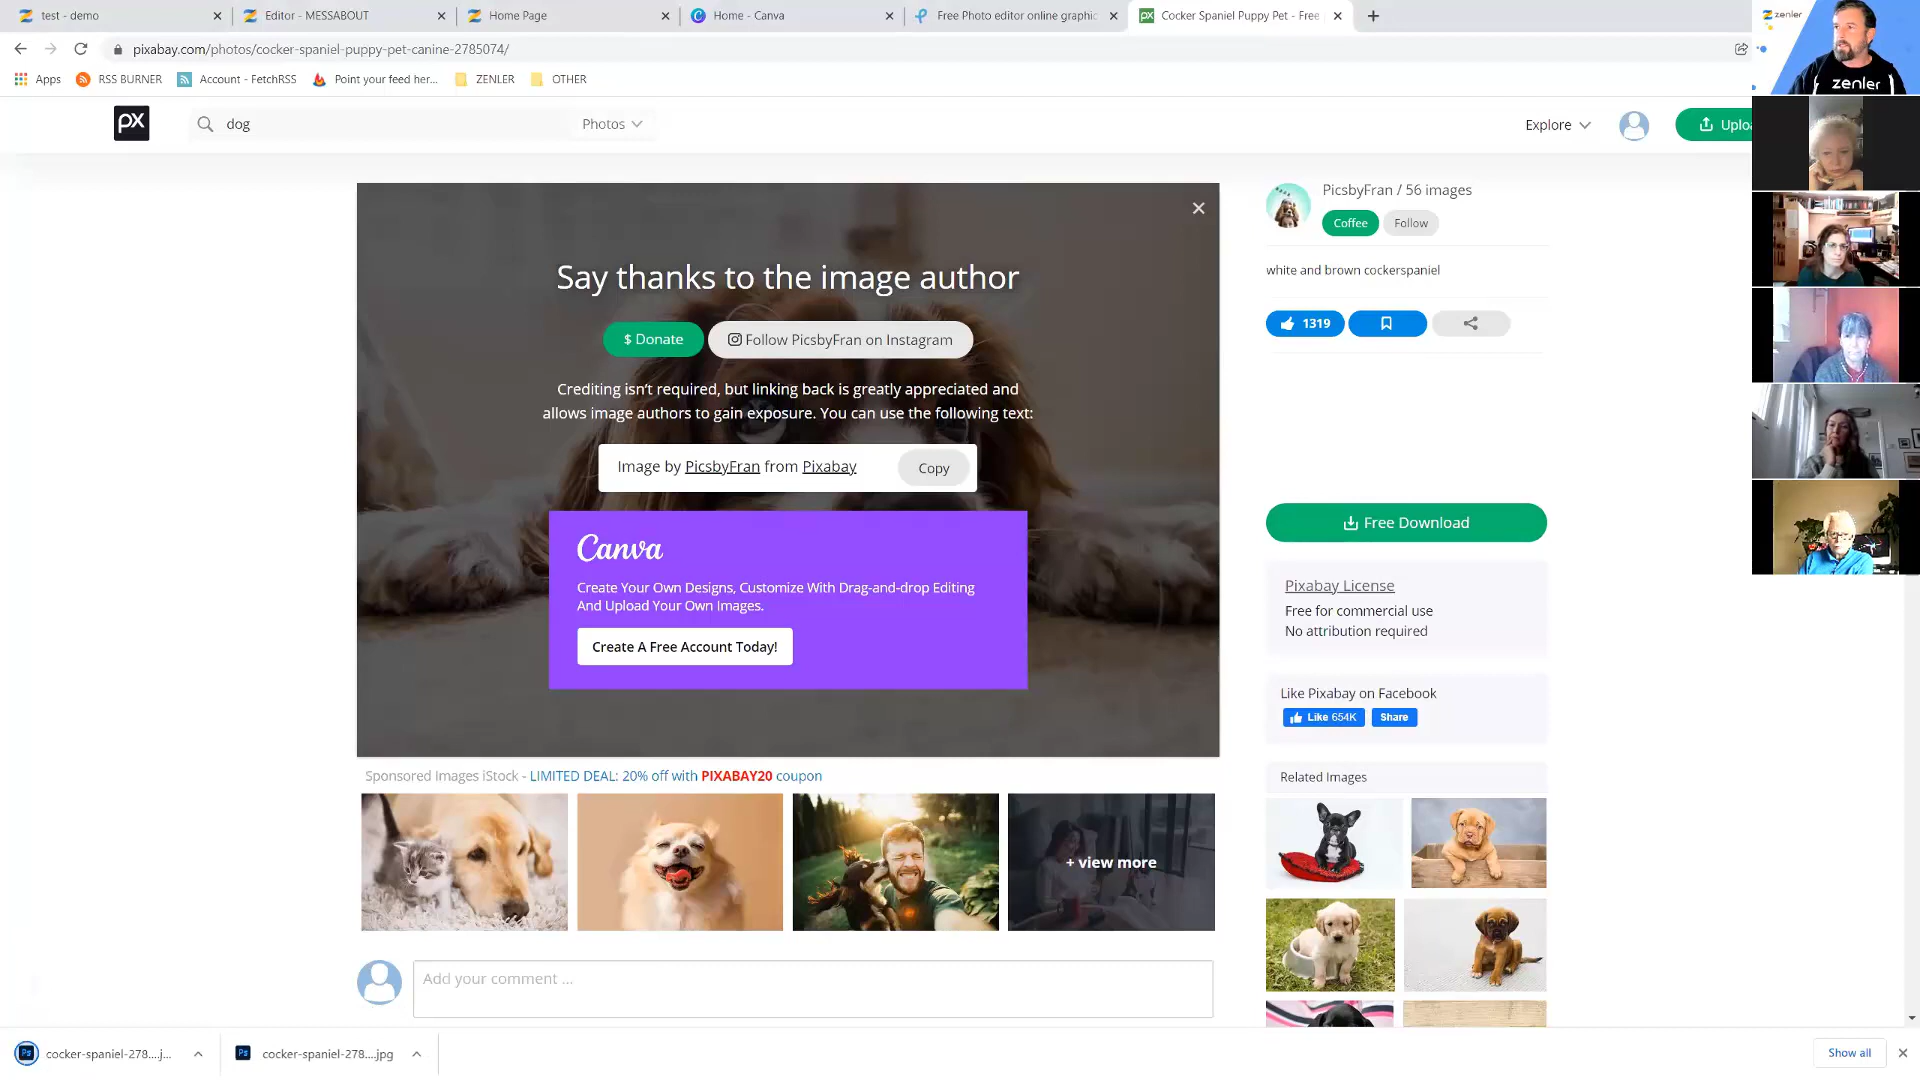 test - demo
Editor - MESSABOUT
Home Page
Home - Canva
Free Photo editor online graphic
Cocker Spaniel Puppy Pet - Free
pixabay.com/photos/cocker-spaniel-puppy-pet-canine-2785074/
Apps
RSS BURNER
Account - FetchRSS
Point your feed her...
ZENLER
OTHER
zenler
zenler
px
dog
Photos
Explore
Uploa
Say thanks to the image author
$ Donate
Follow PicsbyFran on Instagram
Crediting isn't required, but linking back is greatly appreciated and
allows image authors to gain exposure. You can use the following text:
Image by PicsbyFran from Pixabay
Copy
Canva
Create Your Own Designs, Customize With Drag-and-drop Editing
And Upload Your Own Images.
Create A Free Account Today!
PicsbyFran / 56 images
Coffee
Follow
white and brown cockerspaniel
1319
Free Download
Pixabay License
Free for commercial use
No attribution required
Like Pixabay on Facebook
Like 654K
Share
Sponsored Images iStock - LIMITED DEAL: 20% off with PIXABAY20 coupon
+ view more
Related Images
Add your comment ...
Ps
cocker-spaniel-278....j...
Ps
cocker-spaniel-278....jpg
Show all